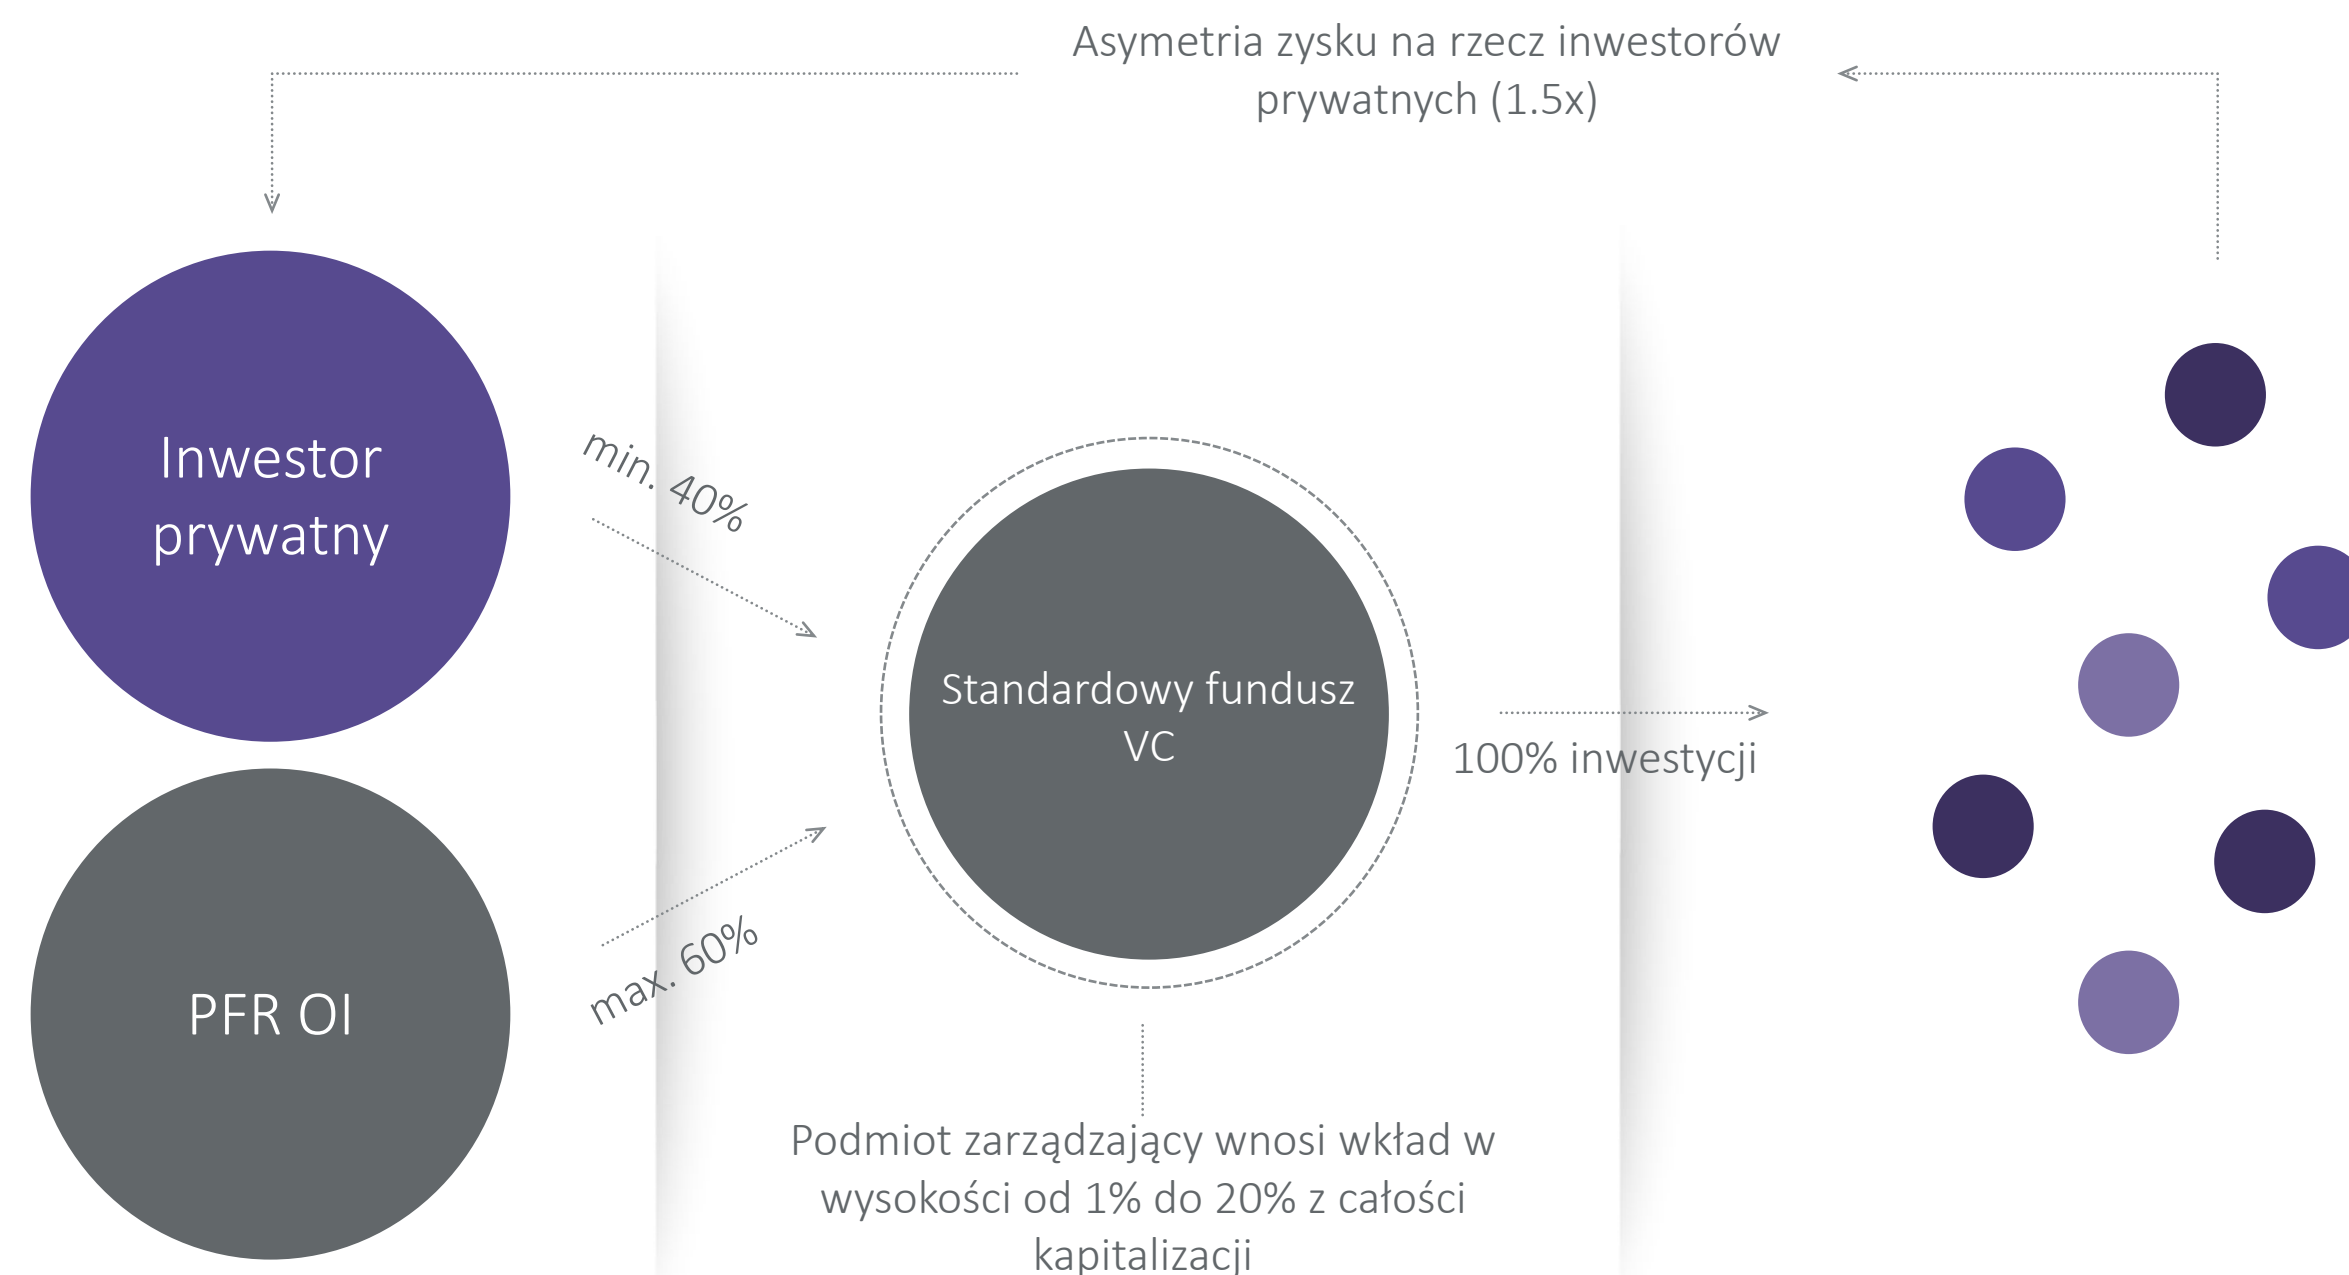 Asymetria zysku na rzecz inwestorów
prywatnych (1.5x)
Inwestor
prywatny
min. 40%
Standardowy fundusz
VC
100% inwestycji
max. 60%
PFR OI
Podmiot zarządzający wnosi wkład w
wysokości od 1% do 20% z całości
kapitalizacji